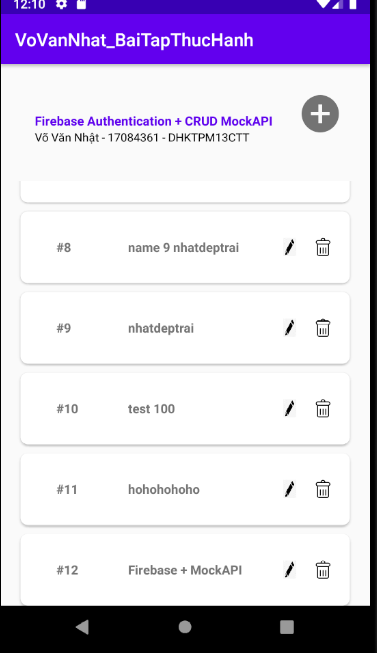 12:10
VoVanNhat_BaiTapThucHanh
Firebase Authentication + CRUD MockAPI
Võ Văn Nhật - 17084361 - DHKTPM13CTT
#8 name 9 nhatdeptrai
#9 nhatdeptrai
#10 test 100
#11 hohohohoho
#12 Firebase + MockAPI